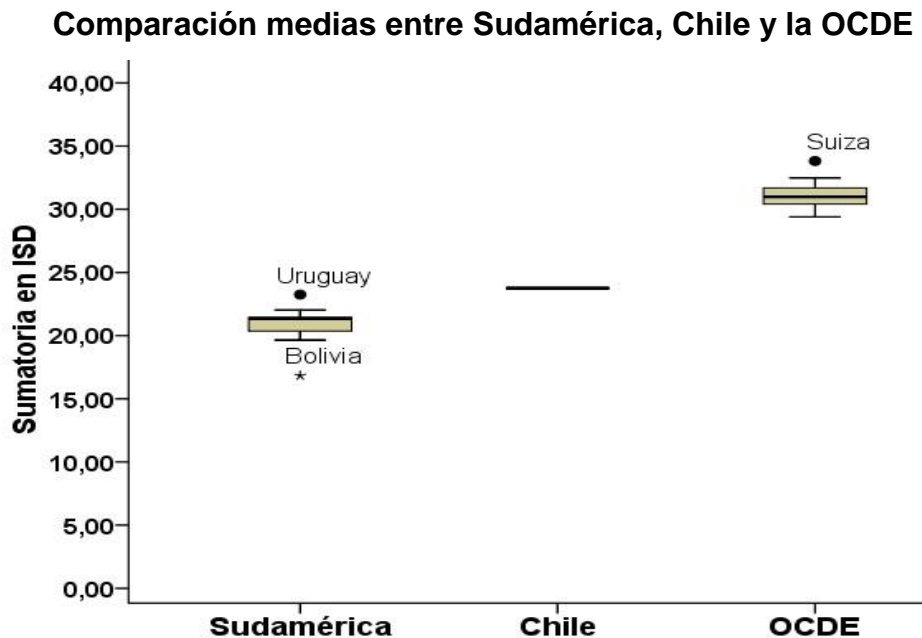 Comparación medias entre Sudamérica, Chile y la OCDE
Sumatoria en ISD
40,00
35,00
30,00
25,00
20,00
15,00
10,00
5,00
0,00
Suiza
Uruguay
Bolivia
*
Sudamérica
Chile
OCDE